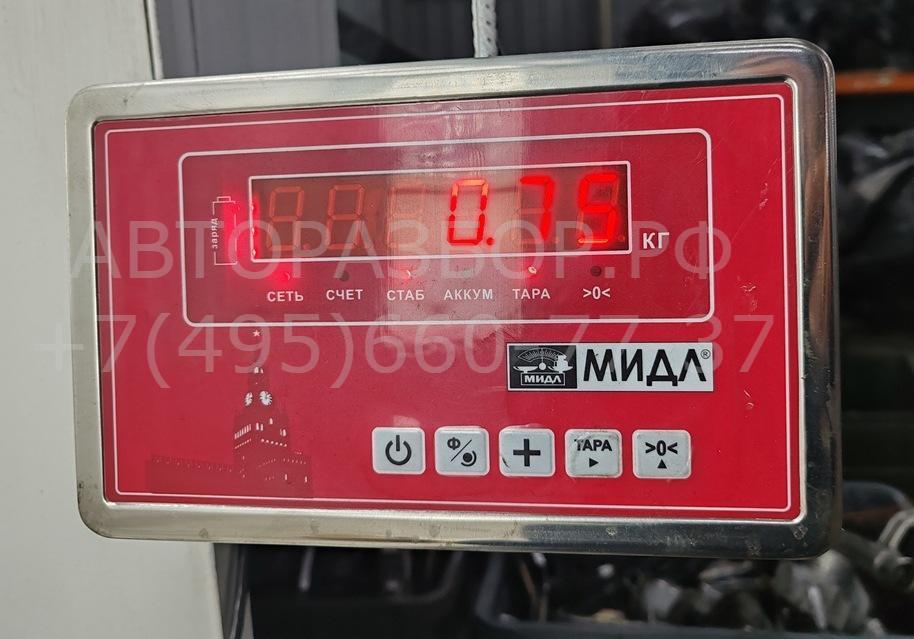 0.75
заряд
КГ
АВТОРАЗБОР.РФ
СЕТЬ СЧЕТ СТАБ АККУМ ТАРА >0<
+7(495)660-77-37
МИДЛ МИДЛ®
Ф ТАРА >0<